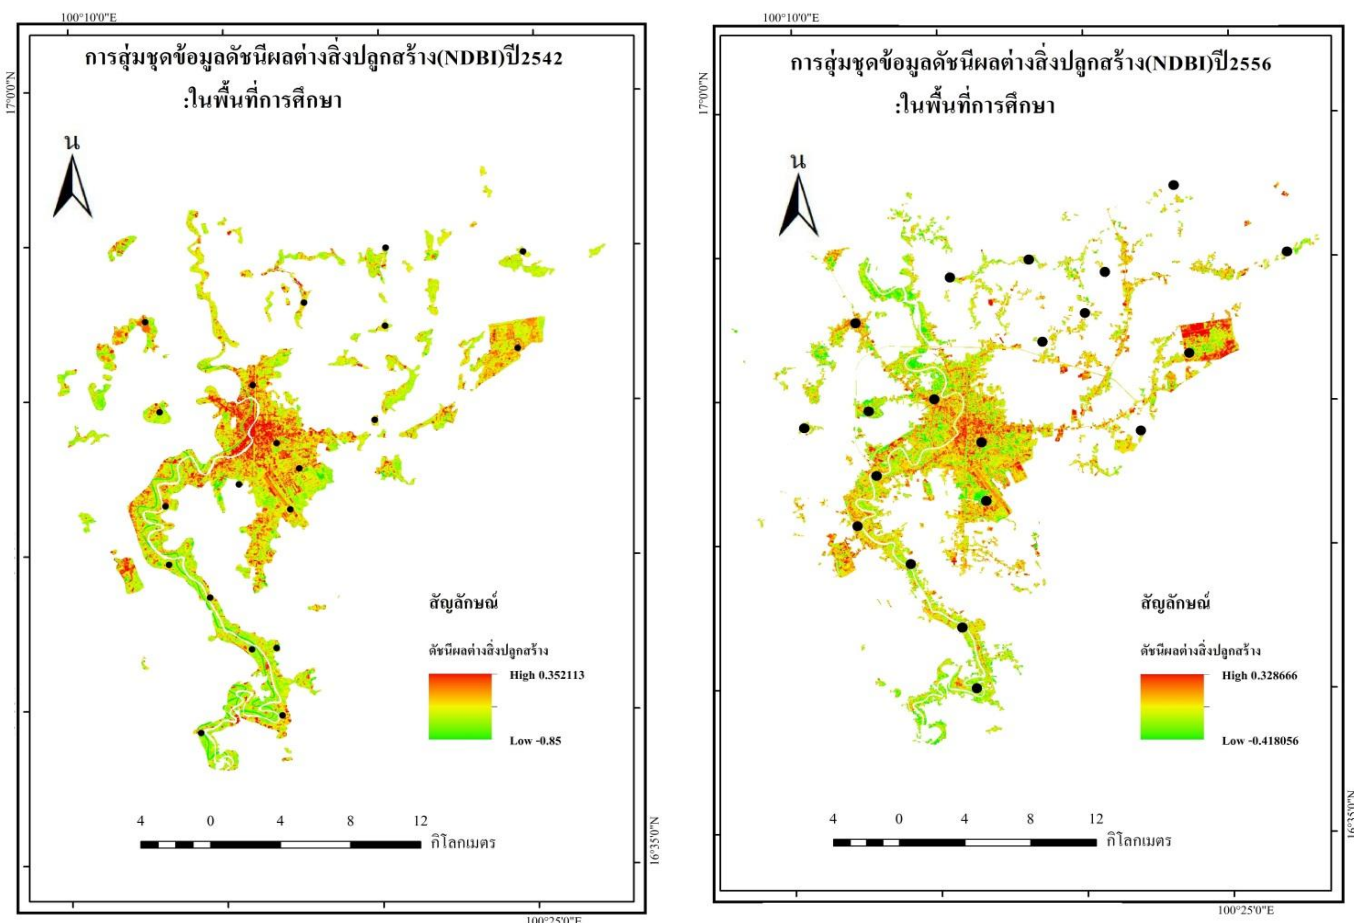 100°10'0"E
การสุ่มชุดข้อมูลดัชนีผลต่างสิ่งปลูกสร้าง(NDBI)ปี2542
:ในพื้นที่การศึกษา
17°0'0"N
น
สัญลักษณ์
ดัชนีผลต่างสิ่งปลูกสร้าง
High 0.352113
Low -0.85
4 0 4 8 12
กิโลกเมตร
16°35'0"N
100°25'0"E
100°10'0"E
การสุ่มชุดข้อมูลดัชนีผลต่างสิ่งปลูกสร้าง(NDBI)ปี2556
:ในพื้นที่การศึกษา
17°0'0"N
น
สัญลักษณ์
ดัชนีผลต่างสิ่งปลูกสร้าง
High 0.328666
Low -0.418056
4 0 4 8 12
กิโลกเมตร
16°35'0"N
100°25'0"E